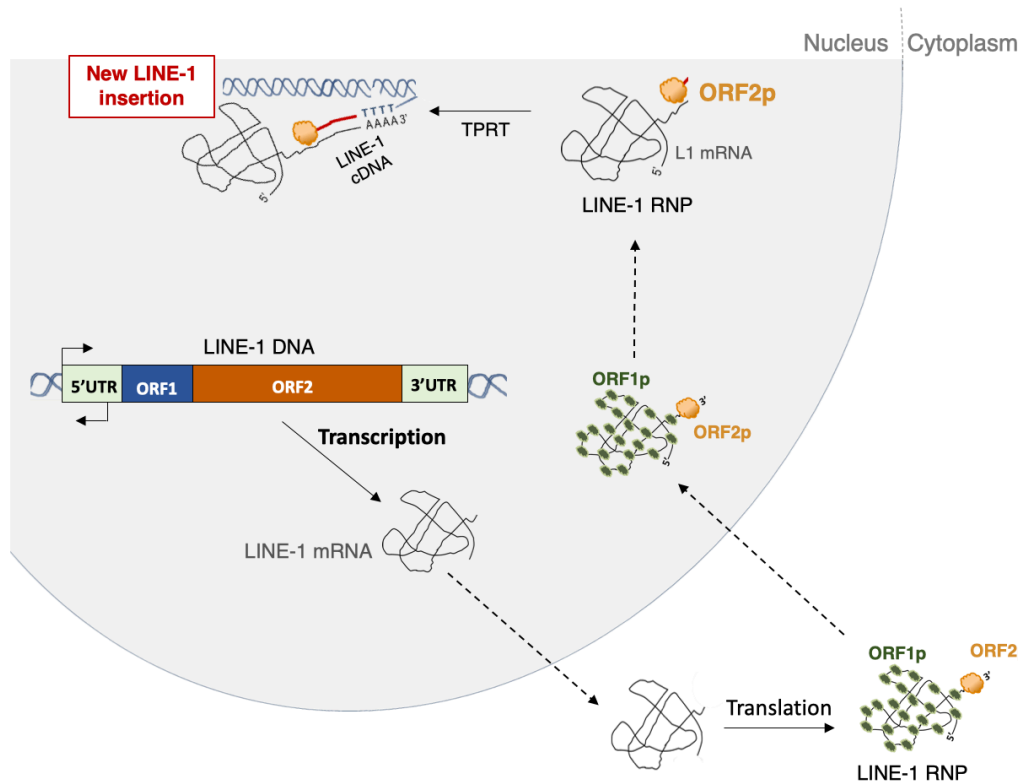 Nucleus
Cytoplasm
New LINE-1
insertion
TTTT
AAAA3'
LINE-1
cDNA
5'
TPRT
ORF2p
L1 mRNA
5'
LINE-1 RNP
LINE-1 DNA
5'UTR
ORF1
ORF2
3'UTR
Transcription
LINE-1 mRNA
ORF1p
3'
ORF2p
5'
Translation
ORF1p
ORF2
3'
5'
LINE-1 RNP